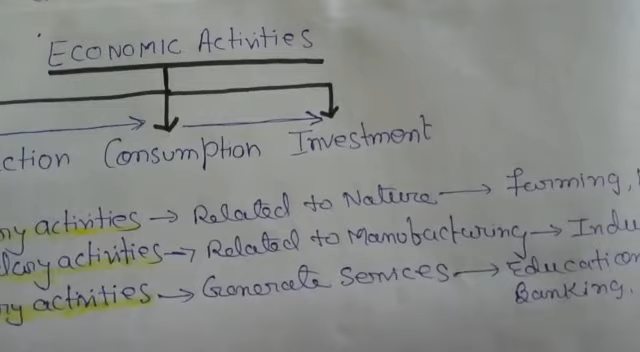 ECONOMIC Activities
ction Consumption Investment
ry activities → Related to Nature → farming,
dary activities → Related to Manubacturing → Indu
ry activities → Generate Services → Education
Banking.